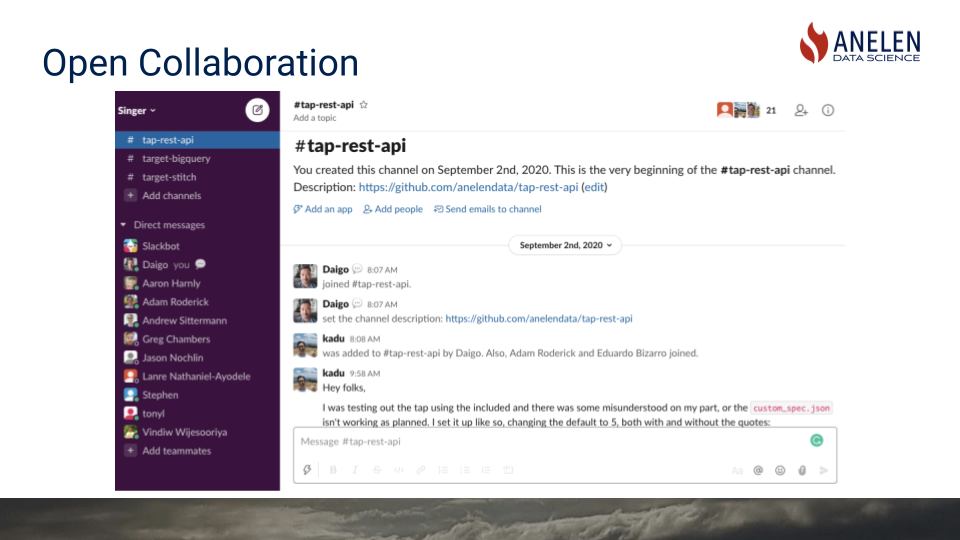 Open Collaboration
ANELEN
DATA SCIENCE
Singer
# tap-rest-api
# target-bigquery
# target-stitch
+ Add channels
Direct messages
Slackbot
Daigo you
Aaron Harnly
Adam Roderick
Andrew Sittermann
Greg Chambers
Jason Nochlin
Lanre Nathaniel-Ayodele
Stephen
tonyl
Vindiw Wijesooriya
+ Add teammates
#tap-rest-api
Add a topic
21
#tap-rest-api
You created this channel on September 2nd, 2020. This is the very beginning of the #tap-rest-api channel.
Description: https://github.com/anelendata/tap-rest-api (edit)
Add an app Add people Send emails to channel
September 2nd, 2020
Daigo 8:07 AM
joined #tap-rest-api.
Daigo 8:07 AM
set the channel description: https://github.com/anelendata/tap-rest-api
kadu 8:08 AM
was added to #tap-rest-api by Daigo. Also, Adam Roderick and Eduardo Bizarro joined.
kadu 9:58 AM
Hey folks,
I was testing out the tap using the included and there was some misunderstood on my part, or the custom_spec.json
isn't working as planned. I set it up like so, changing the default to 5, both with and without the quotes:
Message #tap-rest-api
B I S </> Aa @